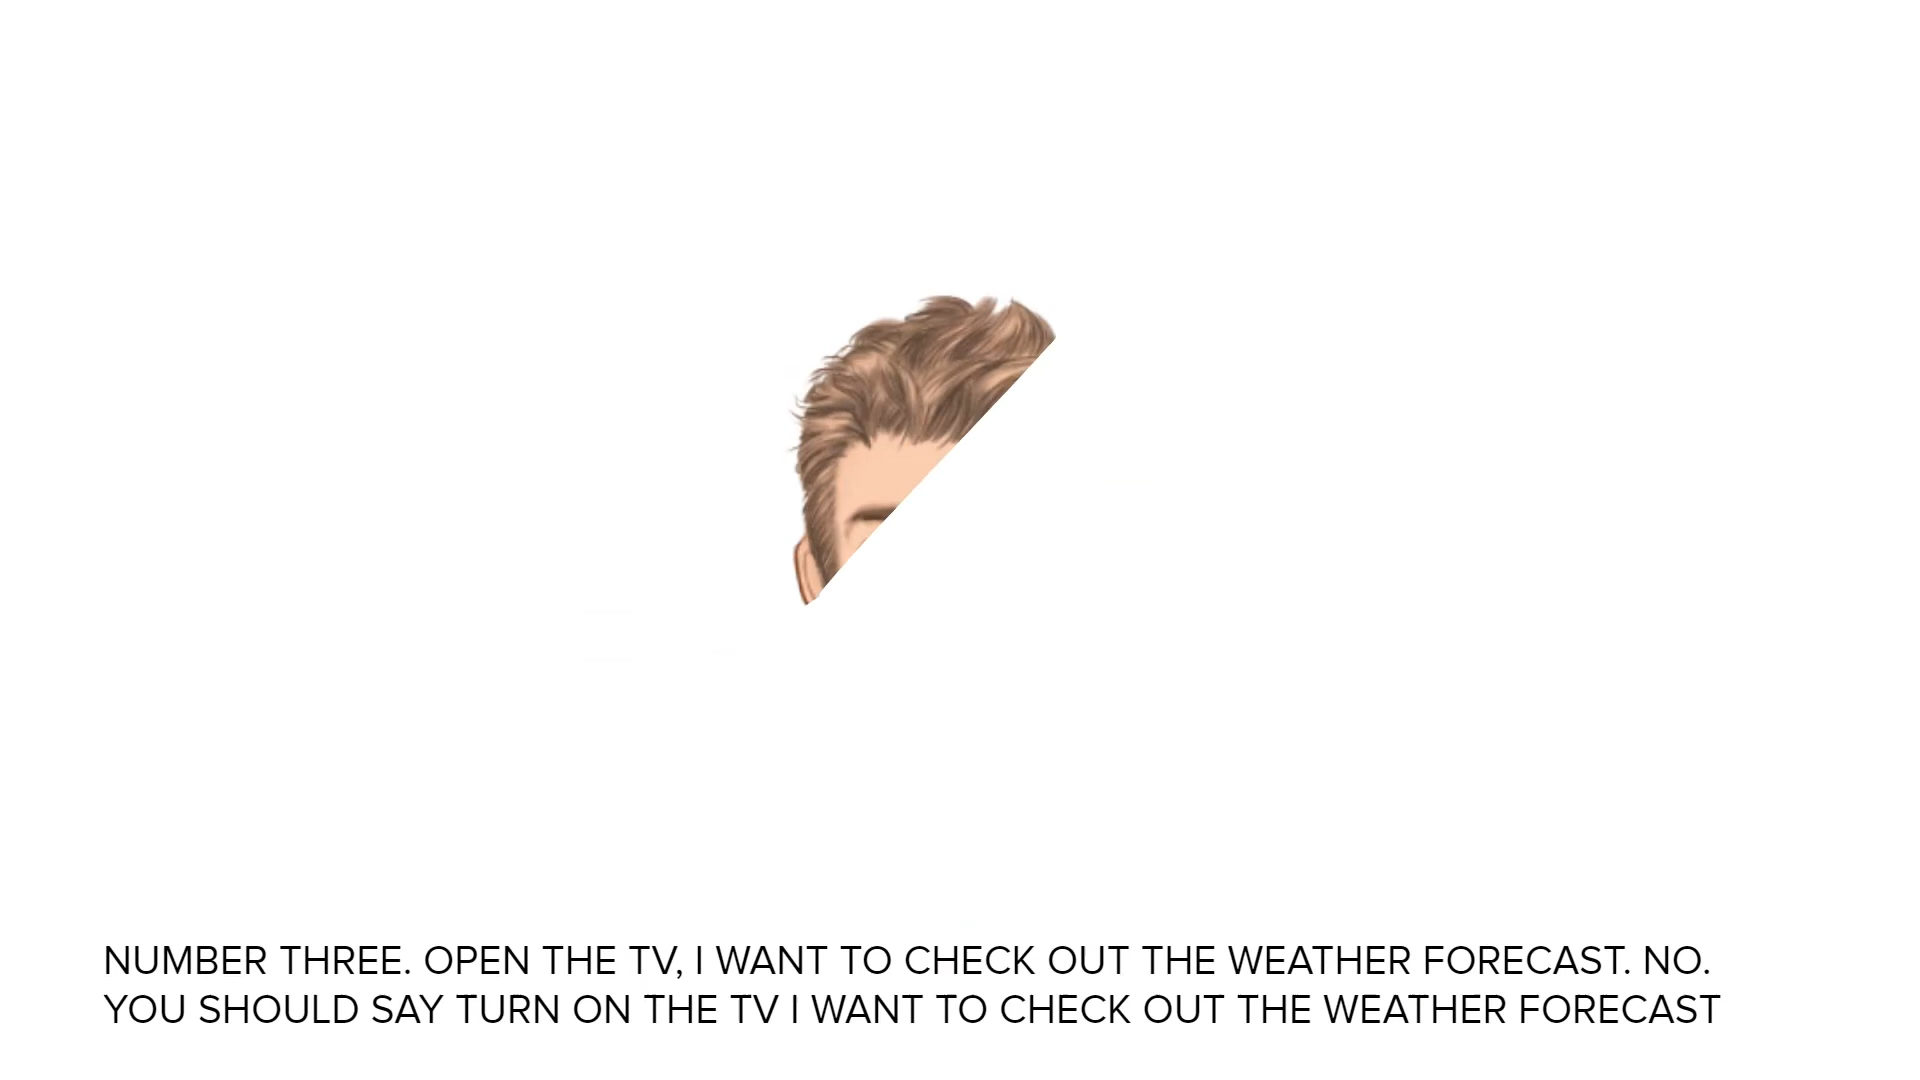 NUMBER THREE. OPEN THE TV, I WANT TO CHECK OUT THE WEATHER FORECAST. NO.
YOU SHOULD SAY TURN ON THE TV I WANT TO CHECK OUT THE WEATHER FORECAST